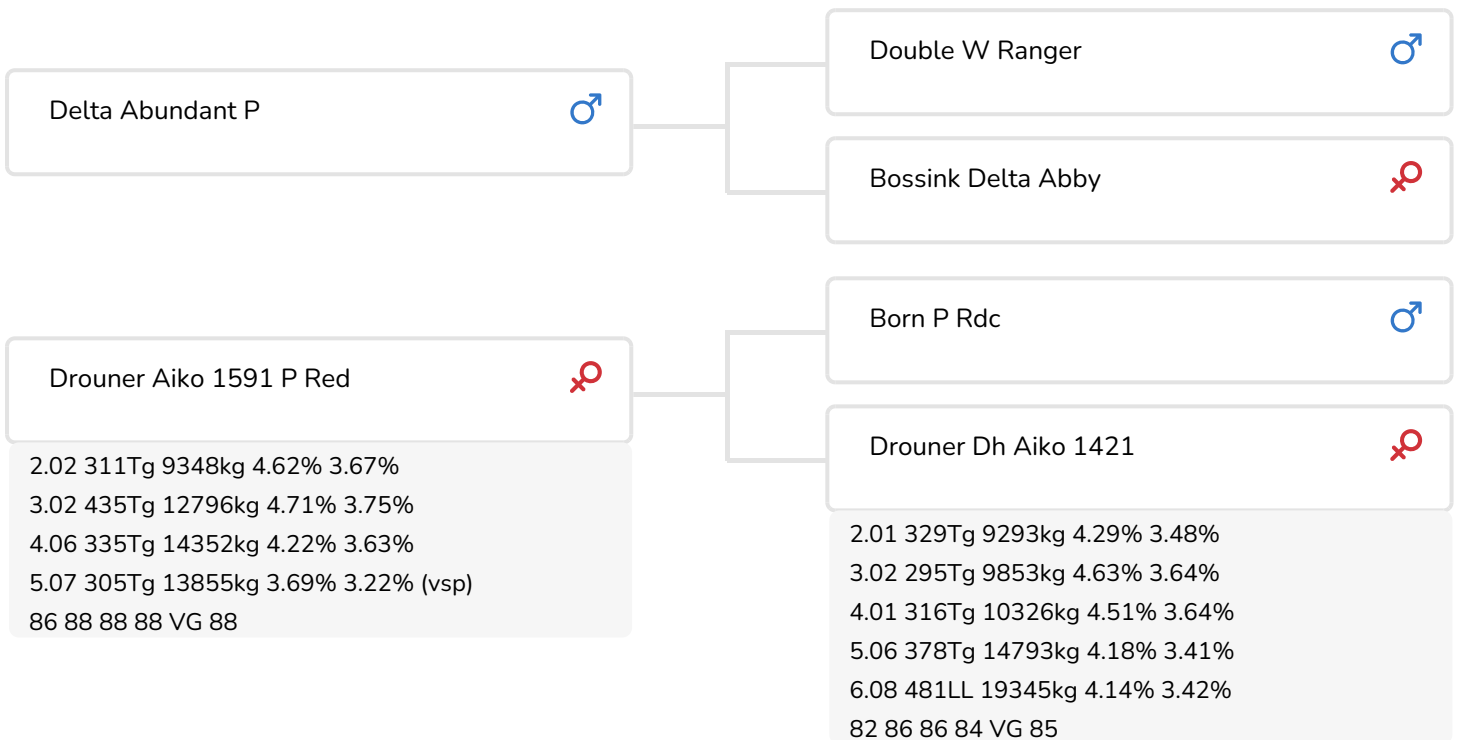 Delta Abundant P
Double W Ranger
Bossink Delta Abby
Drouner Aiko 1591 P Red
2.02 311Tg 9348kg 4.62% 3.67%
3.02 435Tg 12796kg 4.71% 3.75%
4.06 335Tg 14352kg 4.22% 3.63%
5.07 305Tg 13855kg 3.69% 3.22% (vsp)
86 88 88 88 VG 88
Born P Rdc
Drouner Dh Aiko 1421
2.01 329Tg 9293kg 4.29% 3.48%
3.02 295Tg 9853kg 4.63% 3.64%
4.01 316Tg 10326kg 4.51% 3.64%
5.06 378Tg 14793kg 4.18% 3.41%
6.08 481LL 19345kg 4.14% 3.42%
82 86 86 84 VG 85